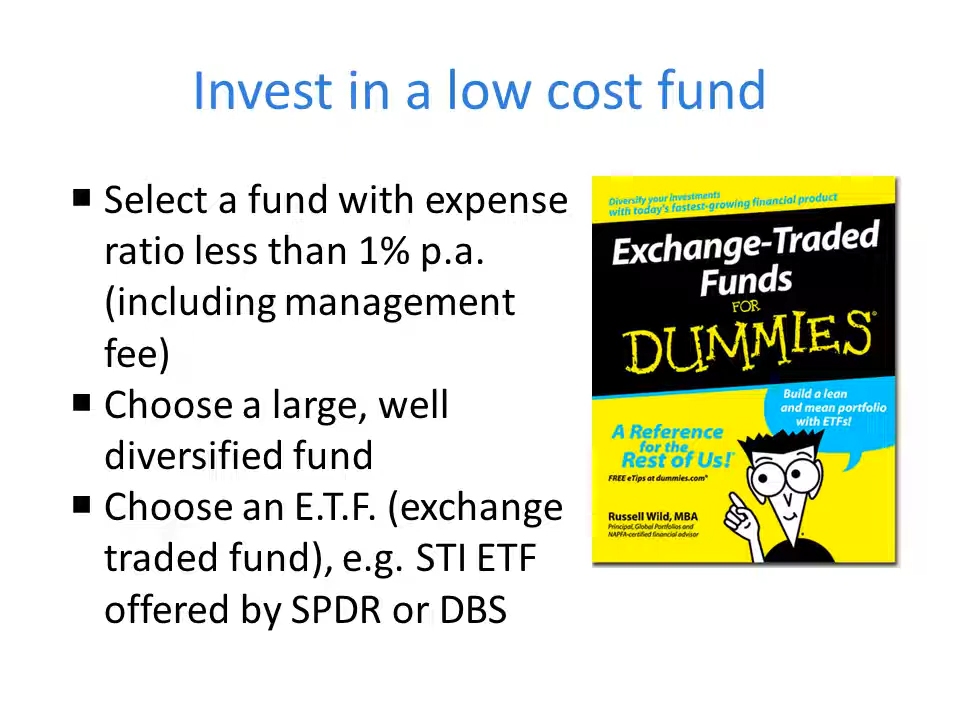 Invest in a low cost fund
■ Select a fund with expense
ratio less than 1% p.a.
(including management
fee)
■ Choose a large, well
diversified fund
■ Choose an E.T.F. (exchange
traded fund), e.g. STI ETF
offered by SPDR or DBS
Diversify your investments
with today's fastest-growing financial product
Exchange-Traded
Funds
FOR
DUMMIES®
Build a lean
and mean portfolio
with ETFs!
A Reference
for the
Rest of Us!®
FREE eTips at dummies.com®
Russell Wild, MBA
Principal, Global Portfolios and
NAPFA-certified financial advisor